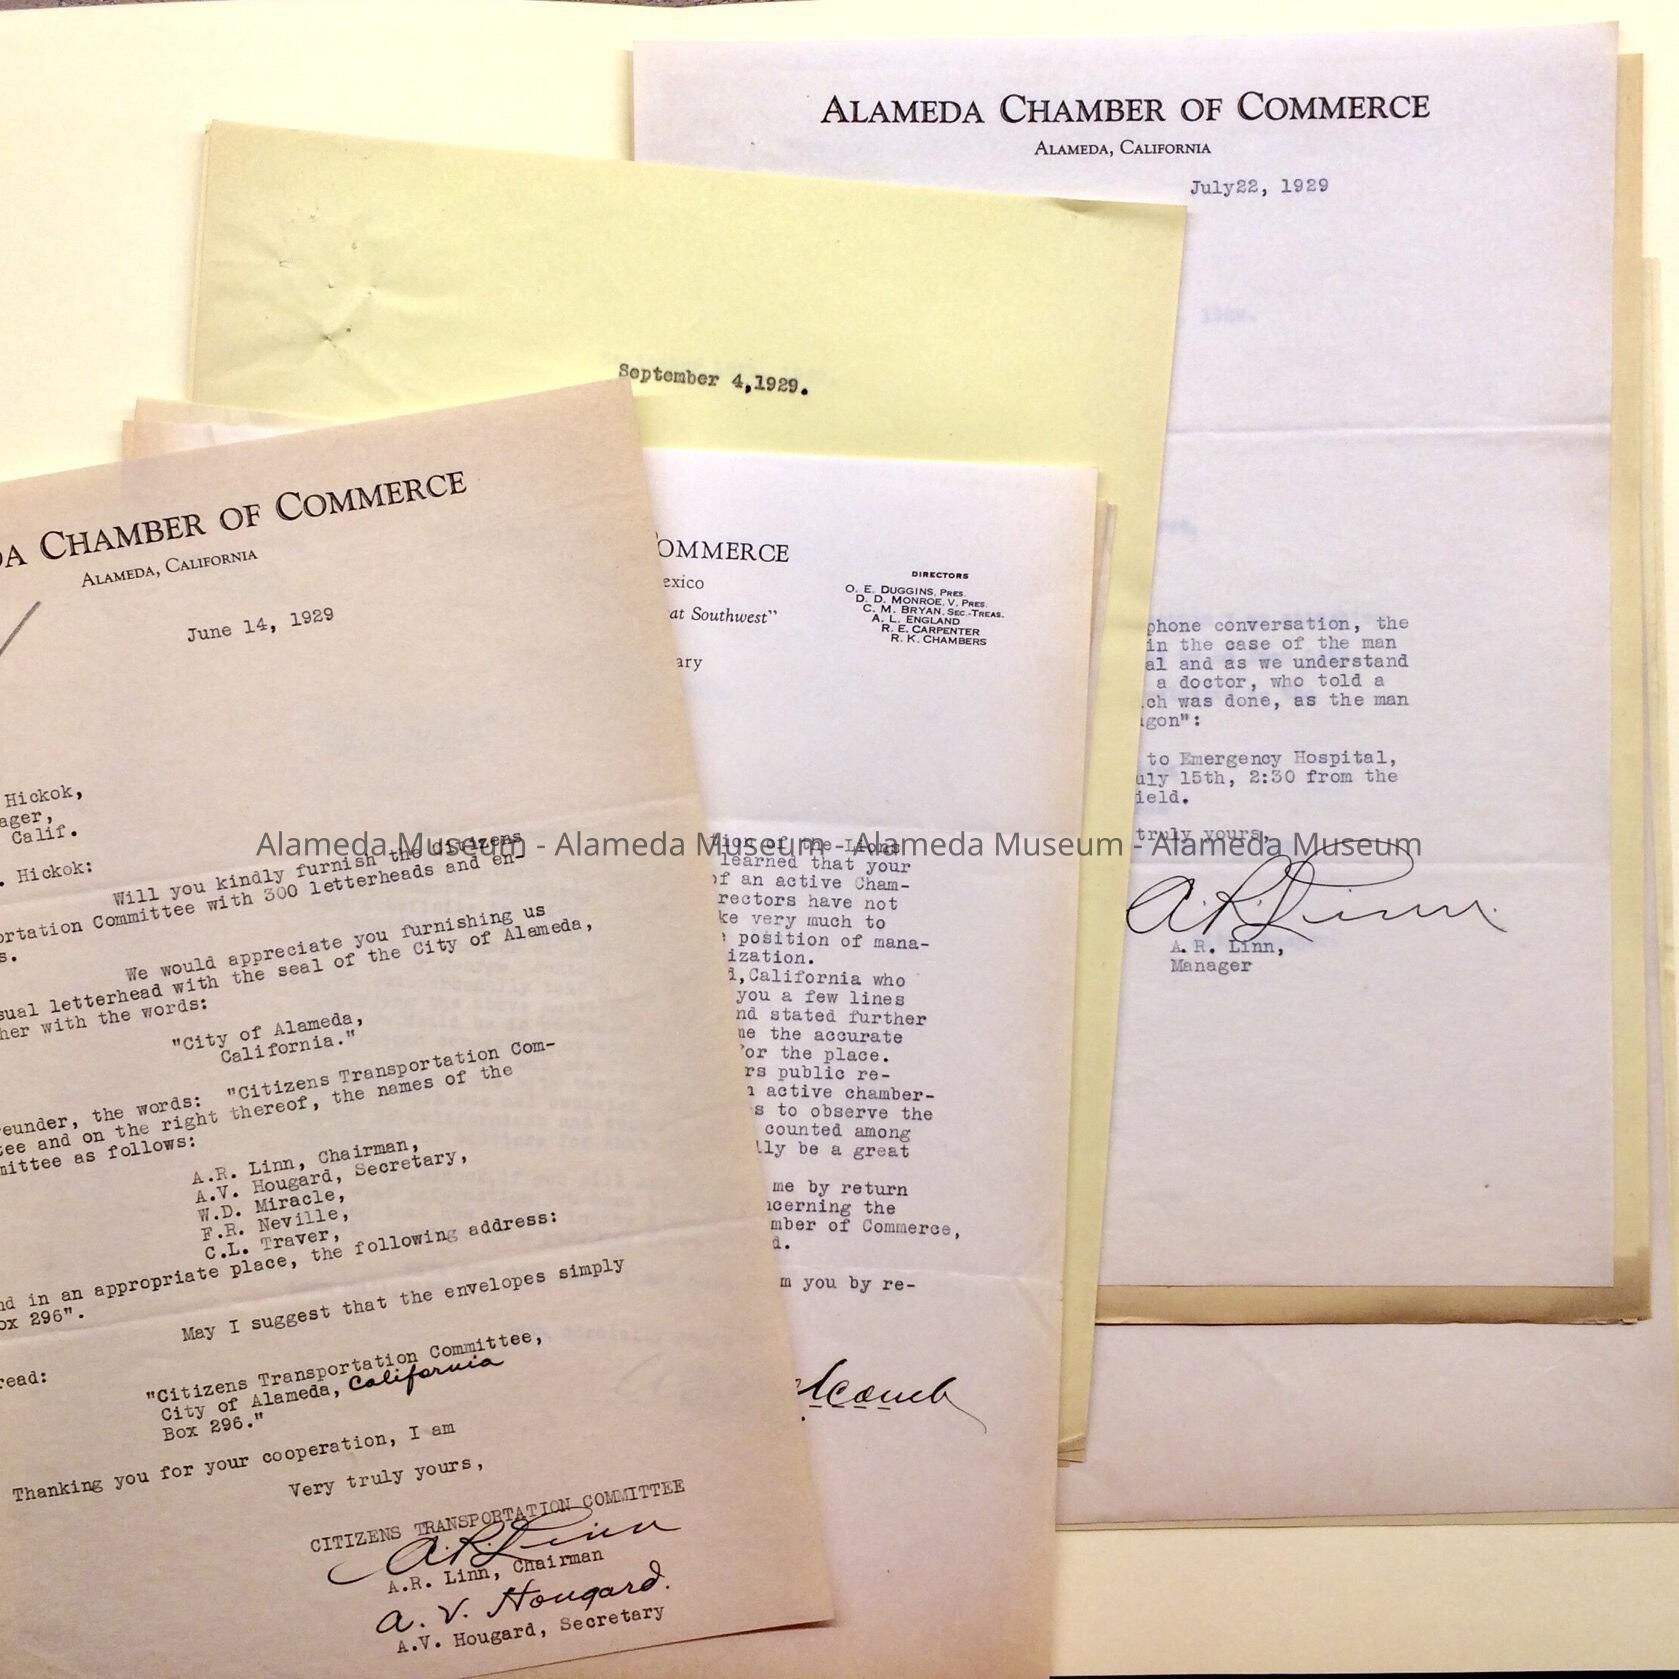 ALAMEDA CHAMBER OF COMMERCE
ALAMEDA, CALIFORNIA
July22, 1929
phone conversation, the
in the case of the man
al and as we understand
a doctor, who told a
ch was done, as the man
gon":
to Emergency Hospital,
uly 15th, 2:30 from the
ield.
truly yours,
A.R. Linn
A.R. Linn,
Manager
September 4,1929.
OMMERCE
exico
at Southwest"
ary
DIRECTORS
O. E. DUGGINS, PRES.
D. D. MONROE, V. PRES.
C. M. BRYAN, SEC.-TREAS.
A. L. ENGLAND
R. E. CARPENTER
R. K. CHAMBERS
tion of the Lions
learned that your
of an active Cham-
rectors have not
ke very much to
position of mana-
ization.
d,California who
you a few lines
nd stated further
me the accurate
for the place.
rs public re-
n active chamber-
s to observe the
counted among
lly be a great
me by return
ncerning the
mber of Commerce,
d.
m you by re-
DA CHAMBER OF COMMERCE
ALAMEDA, CALIFORNIA
June 14, 1929
Hickok,
ager,
Calif.
. Hickok:
Will you kindly furnish the citizens
ortation Committee with 300 letterheads and en-
s.
We would appreciate you furnishing us
sual letterhead with the seal of the City of Alameda,
her with the words:
"City of Alameda,
California."
reunder, the words: "Citizens Transportation Com-
tee and on the right thereof, the names of the
mittee as follows:
A.R. Linn, Chairman,
A.V. Hougard, Secretary,
W.D. Miracle,
F.R. Neville,
C.L. Traver,
nd in an appropriate place, the following address:
ox 296".
May I suggest that the envelopes simply
read:
"Citizens Transportation Committee,
City of Alameda, California
Box 296."
Thanking you for your cooperation, I am
Very truly yours,
CITIZENS TRANSPORTATION COMMITTEE
A.R. Linn
A.R. Linn, Chairman
A. V. Hougard.
A.V. Hougard, Secretary
Alameda Museum - Alameda Museum - Alameda Museum - Alameda Museum